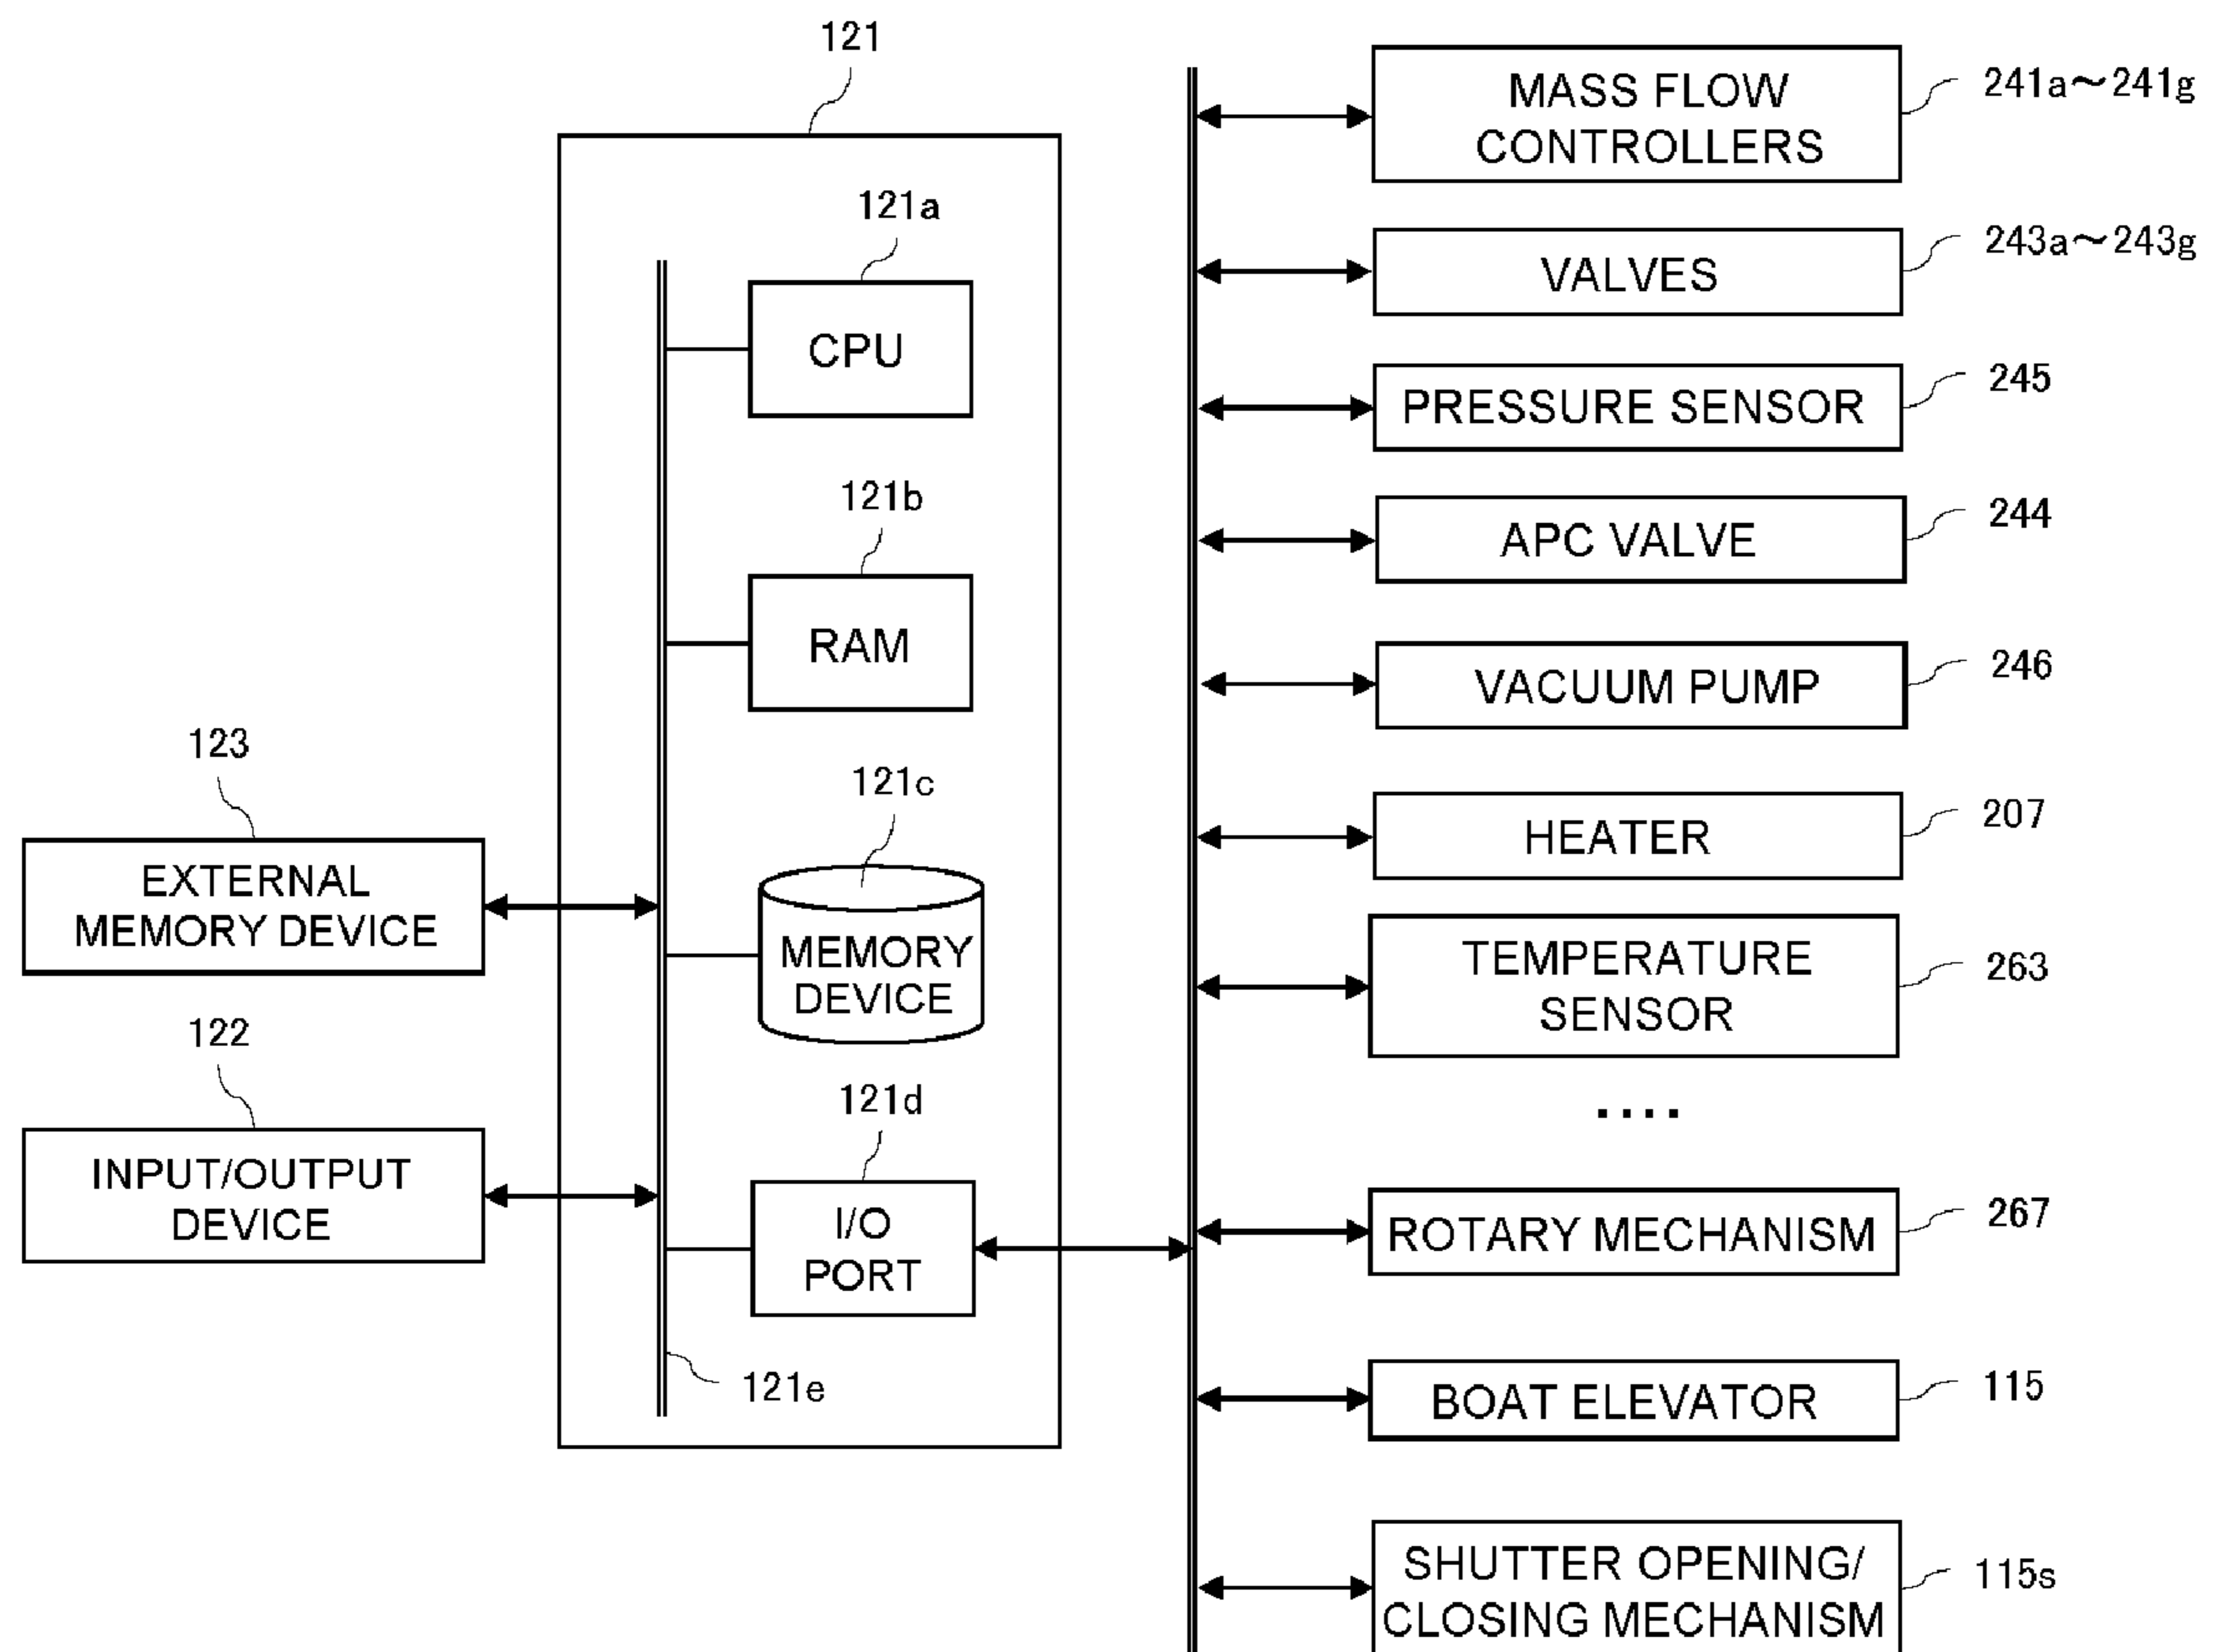 121
121a
CPU
121b
RAM
121c
MEMORY
DEVICE
121d
I/O
PORT
121e
123
EXTERNAL
MEMORY DEVICE
122
INPUT/OUTPUT
DEVICE
MASS FLOW
CONTROLLERS
241a～241g
VALVES
243a～243g
PRESSURE SENSOR
245
APC VALVE
244
VACUUM PUMP
246
HEATER
207
TEMPERATURE
SENSOR
263
....
ROTARY MECHANISM
267
BOAT ELEVATOR
115
SHUTTER OPENING/
CLOSING MECHANISM
115s